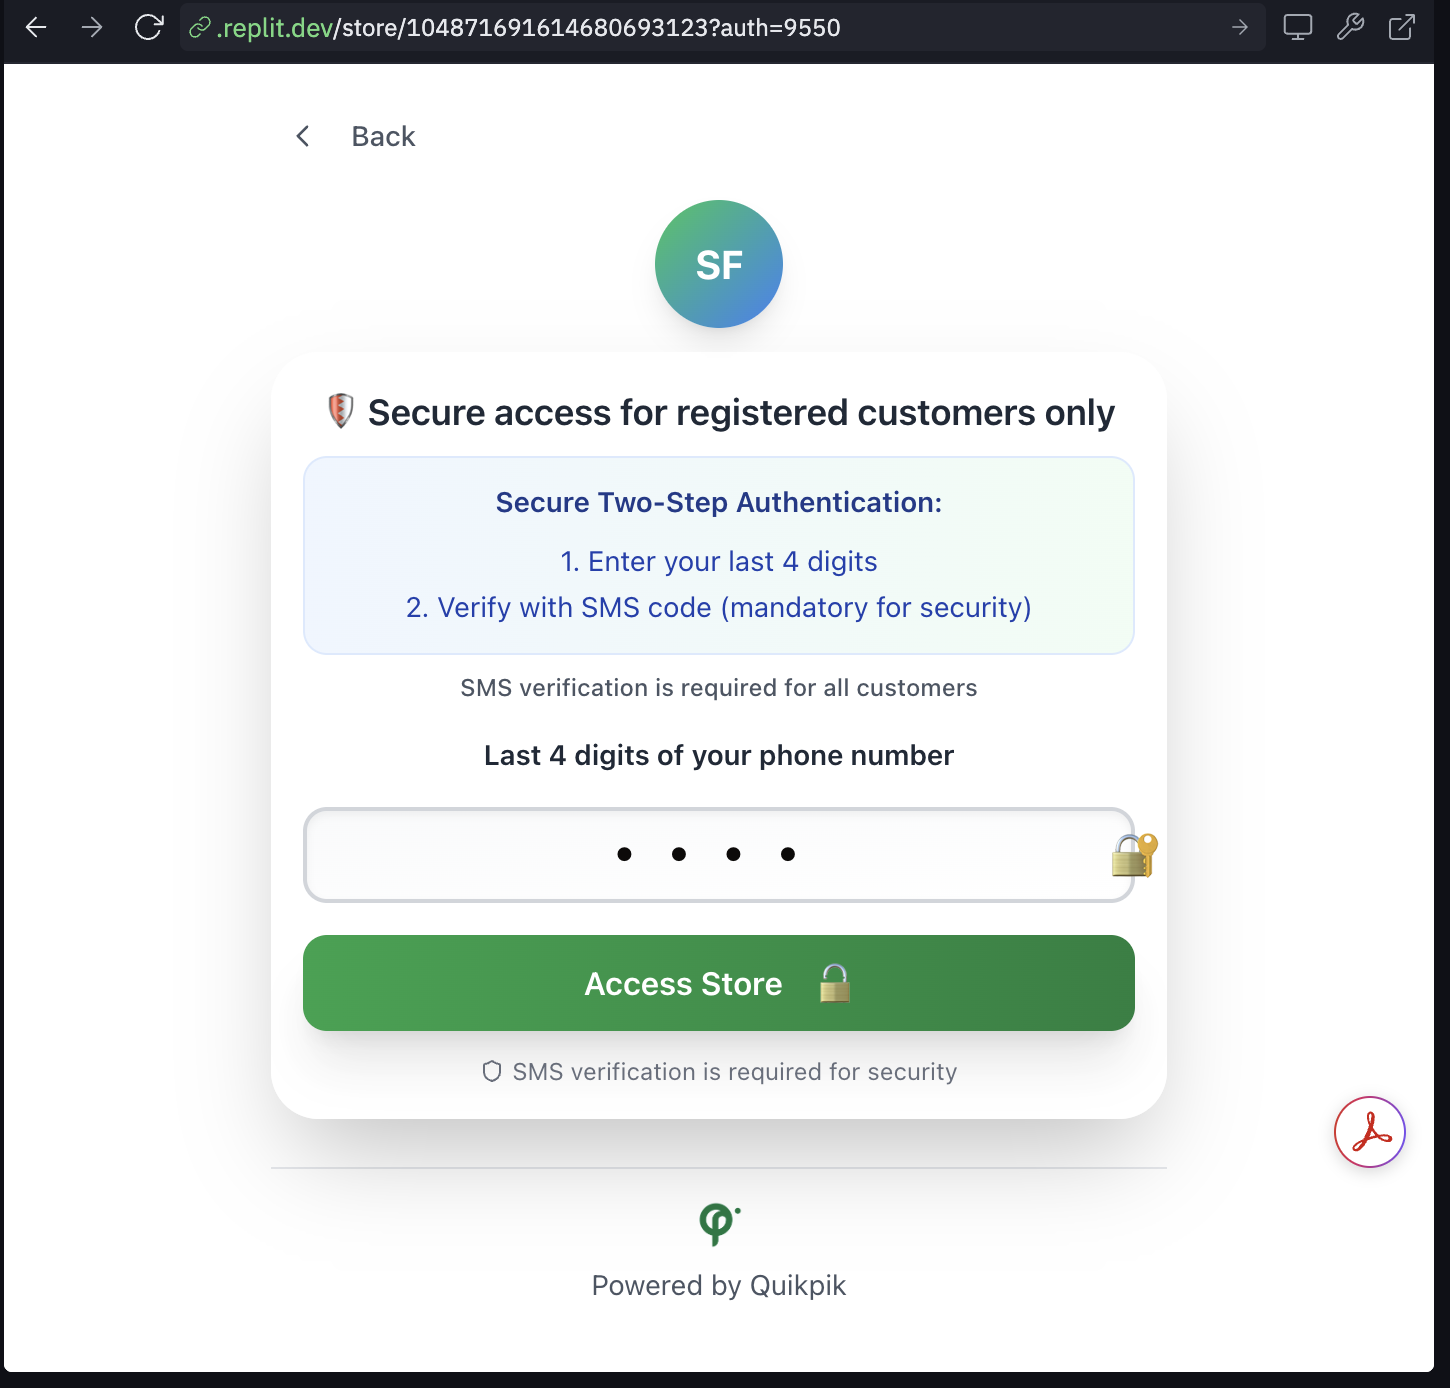 .replit.dev/store/104871691614680693123?auth=9550
Back
SF
Secure access for registered customers only
Secure Two-Step Authentication:
1. Enter your last 4 digits
2. Verify with SMS code (mandatory for security)
SMS verification is required for all customers
Last 4 digits of your phone number
Access Store
SMS verification is required for security
Powered by Quikpik